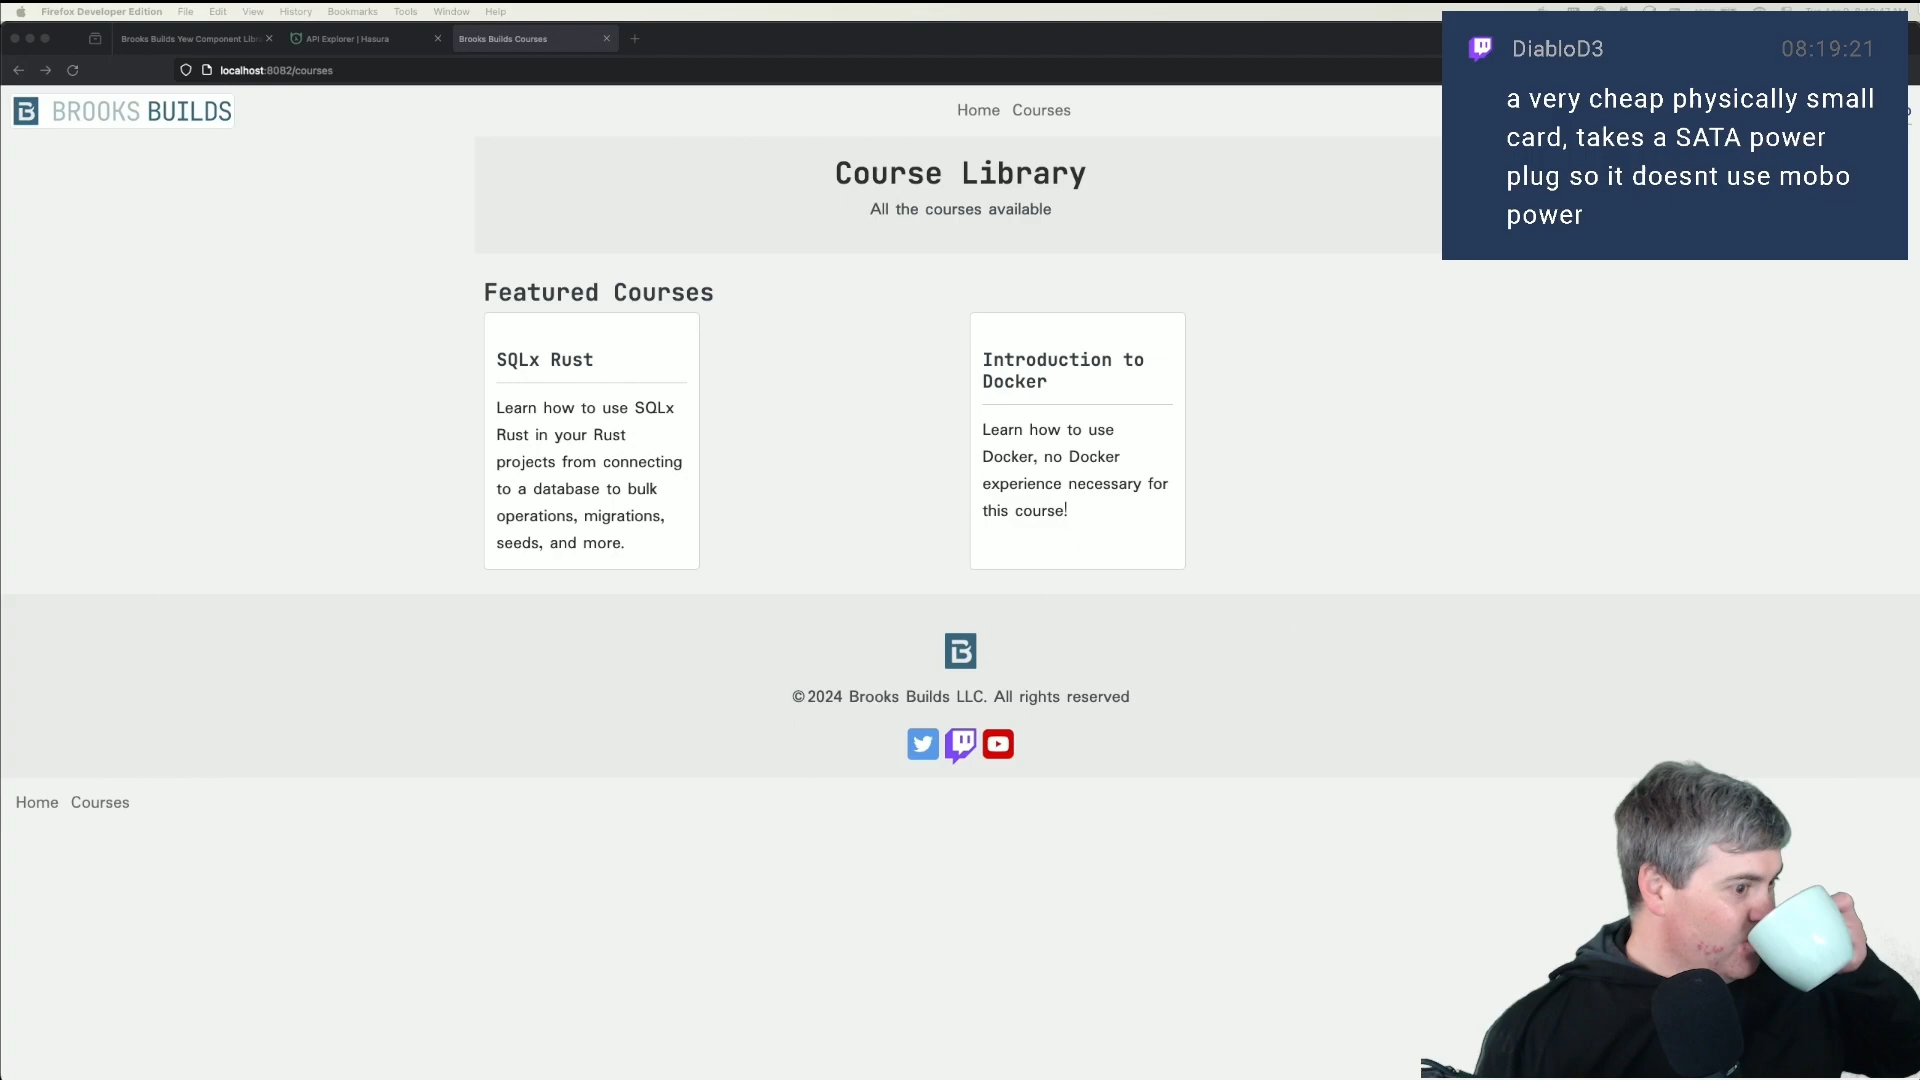 Firefox Developer Edition File Edit View History Bookmarks Tools Window Help
Brooks Builds Yew Component Libr
API Explorer | Hasura
Brooks Builds Courses
localhost:8082/courses
DiabloD3 08:19:21
a very cheap physically small
card, takes a SATA power
plug so it doesnt use mobo
power
B BROOKS BUILDS
Home Courses
Course Library
All the courses available
Featured Courses
SQLx Rust
Learn how to use SQLx
Rust in your Rust
projects from connecting
to a database to bulk
operations, migrations,
seeds, and more.
Introduction to
Docker
Learn how to use
Docker, no Docker
experience necessary for
this course!
B
©2024 Brooks Builds LLC. All rights reserved
Home Courses